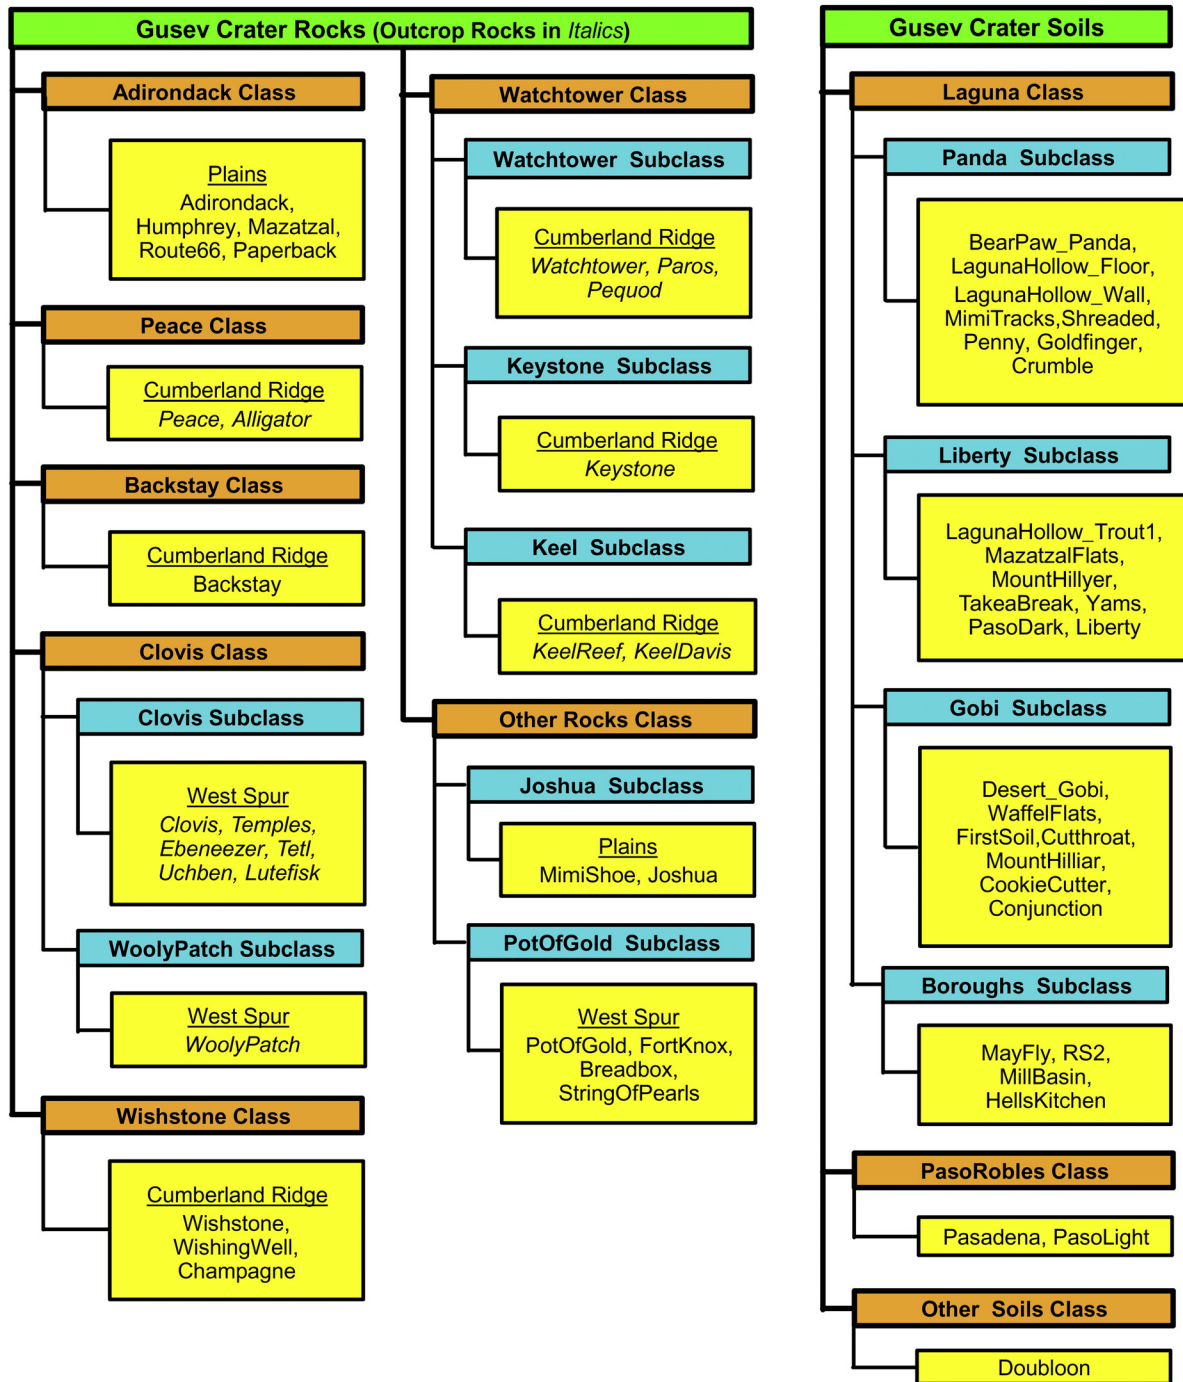 Gusev Crater Rocks (Outcrop Rocks in Italics)
Adirondack Class
Plains
Adirondack,
Humphrey, Mazatzal,
Route66, Paperback
Peace Class
Cumberland Ridge
Peace, Alligator
Backstay Class
Cumberland Ridge
Backstay
Clovis Class
Clovis Subclass
West Spur
Clovis, Temples,
Ebeneezer, Tetl,
Uchben, Lutefisk
WoolyPatch Subclass
West Spur
WoolyPatch
Wishstone Class
Cumberland Ridge
Wishstone,
WishingWell,
Champagne
Watchtower Class
Watchtower Subclass
Cumberland Ridge
Watchtower, Paros,
Pequod
Keystone Subclass
Cumberland Ridge
Keystone
Keel Subclass
Cumberland Ridge
KeelReef, KeelDavis
Other Rocks Class
Joshua Subclass
Plains
MimiShoe, Joshua
PotOfGold Subclass
West Spur
PotOfGold, FortKnox,
Breadbox,
StringOfPearls
Gusev Crater Soils
Laguna Class
Panda Subclass
BearPaw_Panda,
LagunaHollow_Floor,
LagunaHollow_Wall,
MimiTracks,Shreaded,
Penny, Goldfinger,
Crumble
Liberty Subclass
LagunaHollow_Trout1,
MazatzalFlats,
MountHillyer,
TakeaBreak, Yams,
PasoDark, Liberty
Gobi Subclass
Desert_Gobi,
WaffelFlats,
FirstSoil,Cutthroat,
MountHilliar,
CookieCutter,
Conjunction
Boroughs Subclass
MayFly, RS2,
MillBasin,
HellsKitchen
PasoRobles Class
Pasadena, PasoLight
Other Soils Class
Doubloon